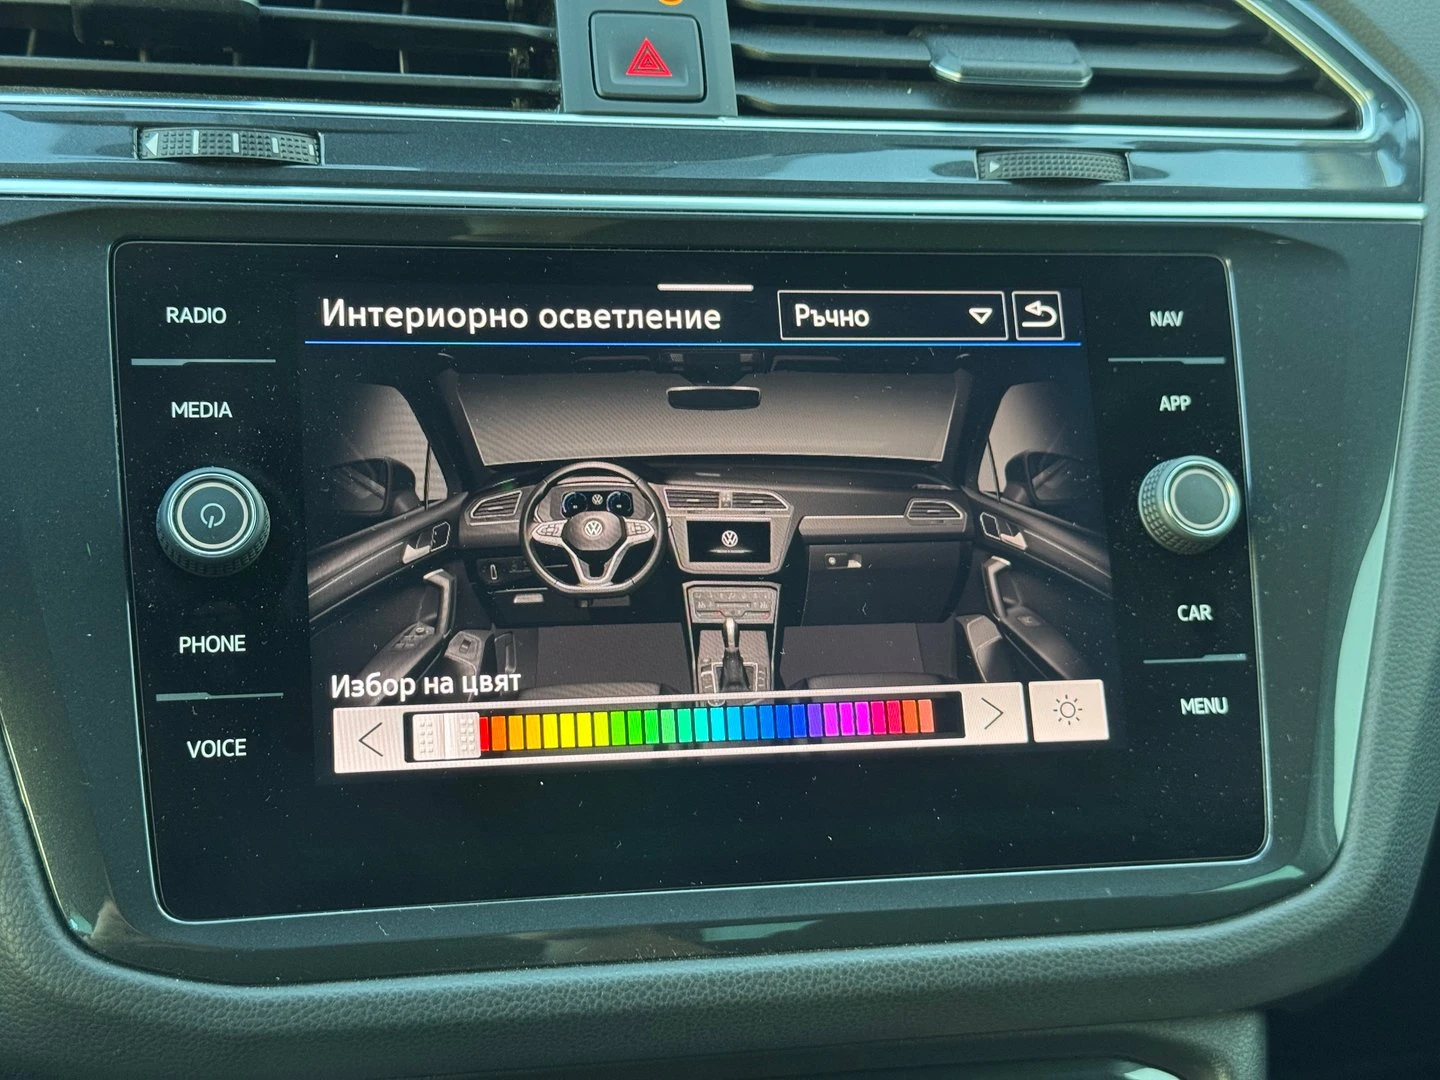 RADIO
MEDIA
PHONE
VOICE
Интериорно осветление
Ръчно
Избор на цвят
NAV
APP
CAR
MENU